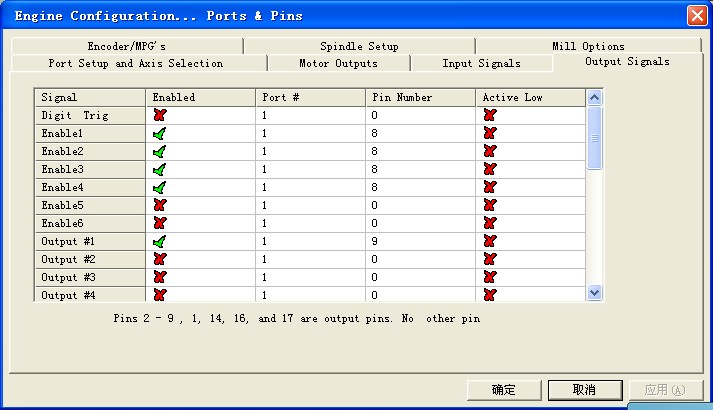 Engine Configuration... Ports & Pins
Encoder/MPG's Spindle Setup Mill Options
Port Setup and Axis Selection Motor Outputs Input Signals Output Signals
Signal Enabled Port # Pin Number Active Low
Digit Trig 1 0
Enable1 1 8
Enable2 1 8
Enable3 1 8
Enable4 1 8
Enable5 1 0
Enable6 1 0
Output #1 1 9
Output #2 1 0
Output #3 1 0
Output #4 1 0
Pins 2 - 9 , 1, 14, 16, and 17 are output pins. No other pin
确定 取消 应用(A)